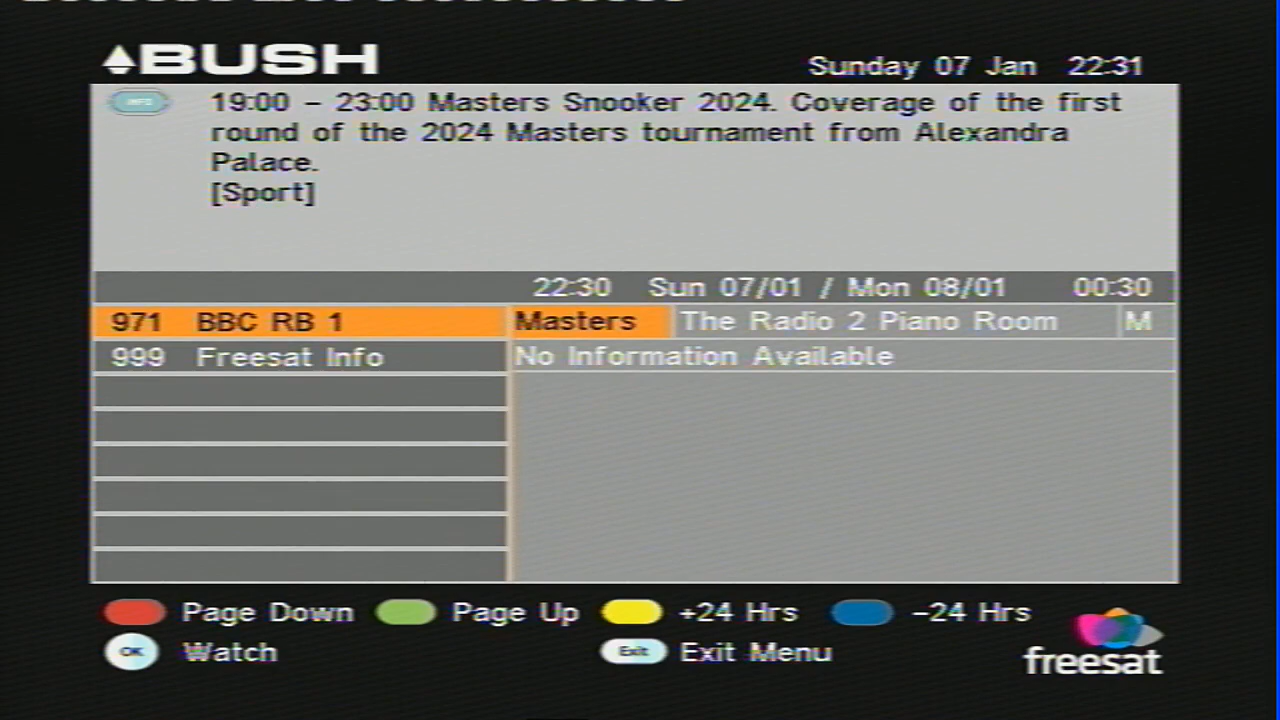 BUSH
Sunday 07 Jan 22:31
INFO
19:00 - 23:00 Masters Snooker 2024. Coverage of the first
round of the 2024 Masters tournament from Alexandra
Palace.
[Sport]
22:30 Sun 07/01 / Mon 08/01 00:30
971 BBC RB 1 Masters The Radio 2 Piano Room M
999 Freesat Info No Information Available
Page Down Page Up +24 Hrs -24 Hrs
OK Watch Exit Exit Menu
freesat